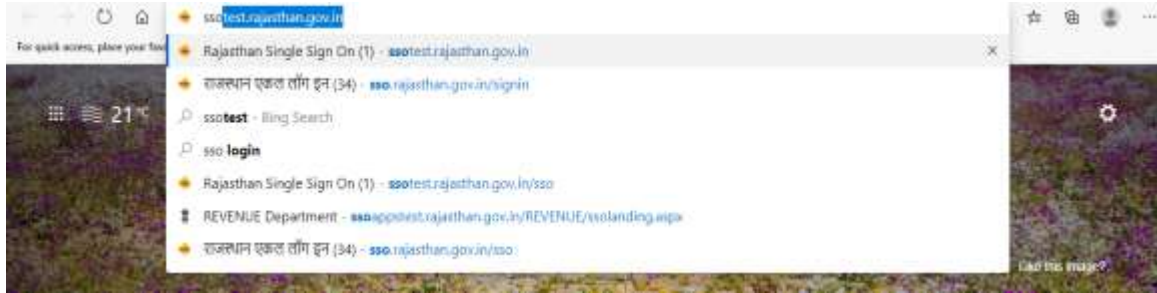 ssotest.rajasthan.gov.in
For quick access, place your fav
Rajasthan Single Sign On (1) - ssotest.rajasthan.gov.in
राजस्थान एकल लॉग इन (34) - sso.rajasthan.gov.in/signin
21 °C
ssotest - Bing Search
sso login
Rajasthan Single Sign On (1) - ssotest.rajasthan.gov.in/sso
REVENUE Department - ssoappstest.rajasthan.gov.in/REVENUE/ssolanding.aspx
राजस्थान एकल लॉग इन (34) - sso.rajasthan.gov.in/sso
Like this image?